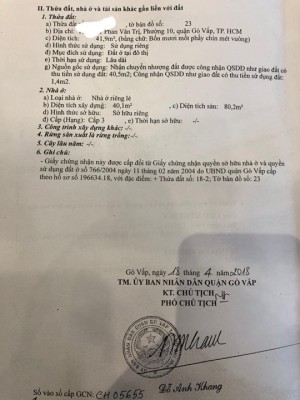 II. Thửa đất, nhà ở và tài sản khác gắn liền với đất
1. Thửa đất:
a) Thửa đất , tờ bản đồ số: 23
b) Địa chỉ: Phan Văn Trị, Phường 10, quận Gò Vấp, TP. HCM
c) Diện tích: 41,9m², (bằng chữ: Bốn mươi mốt phẩy chín mét vuông)
d) Hình thức sử dụng: Sử dụng riêng
đ) Mục đích sử dụng: Đất ở tại đô thị
e) Thời hạn sử dụng: Lâu dài
g) Nguồn gốc sử dụng: Nhận chuyển nhượng đất được công nhận QSDĐ như giao đất có
thu tiền sử dụng đất: 40,5m2; Công nhận QSDĐ như giao đất có thu tiền sử dụng đất:
1,4m2.
2. Nhà ở:
a) Loại nhà ở: Nhà ở riêng lẻ
b) Diện tích xây dựng: 40,1m² , c) Diện tích sàn: 80,2m²
d) Hình thức sở hữu: Sở hữu riêng
đ) Cấp (Hạng): Cấp 3 , e) Thời hạn sở hữu: -/-
3. Công trình xây dựng khác: -/-
4. Rừng sản xuất là rừng trồng: -/-
5. Cây lâu năm: -/-
6. Ghi chú:
- Giấy chứng nhận này được cấp đổi từ Giấy chứng nhận quyền sở hữu nhà ở và quyền
sử dụng đất ở số 766/2004 ngày 11 tháng 02 năm 2004 do UBND quận Gò Vấp cấp
theo hồ sơ số 196634.18, với đặc điểm: + Thửa đất số: 18-2; Tờ bản đồ số: 23
Gò Vấp, ngày 18 tháng 4 năm 2018
TM. ỦY BAN NHÂN DÂN QUẬN GÒ VẤP
KT. CHỦ TỊCH
PHÓ CHỦ TỊCH
Đỗ Anh Khang
Số vào sổ cấp GCN: CH 05655